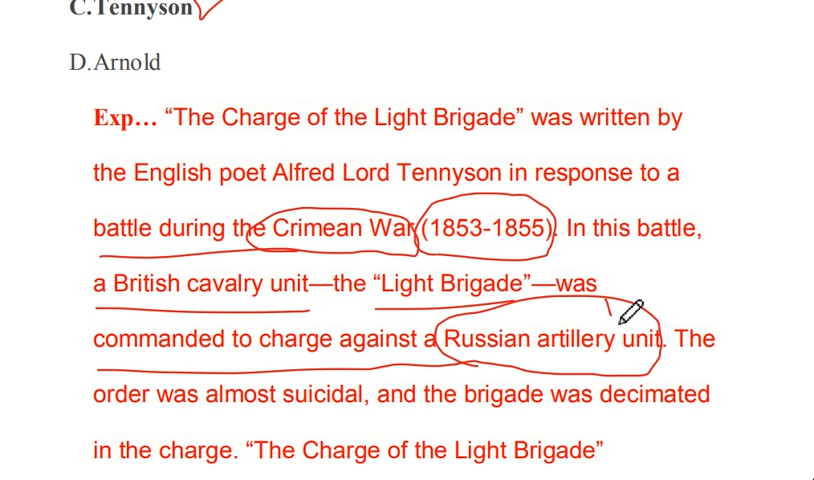 C.Tennyson
D.Arnold
Exp… “The Charge of the Light Brigade” was written by
the English poet Alfred Lord Tennyson in response to a
battle during the Crimean War (1853-1855). In this battle,
a British cavalry unit—the “Light Brigade”—was
commanded to charge against a Russian artillery unit. The
order was almost suicidal, and the brigade was decimated
in the charge. “The Charge of the Light Brigade”